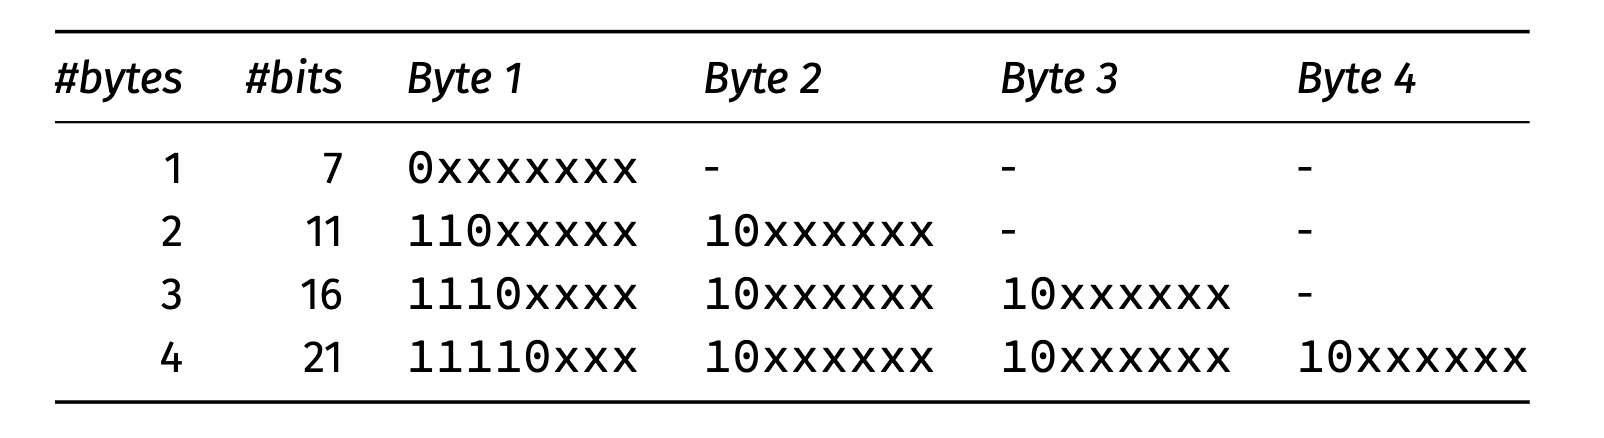 #bytes #bits Byte 1 Byte 2 Byte 3 Byte 4
1 7 0xxxxxxx - - -
2 11 110xxxxx 10xxxxxx - -
3 16 1110xxxx 10xxxxxx 10xxxxxx -
4 21 11110xxx 10xxxxxx 10xxxxxx 10xxxxxx